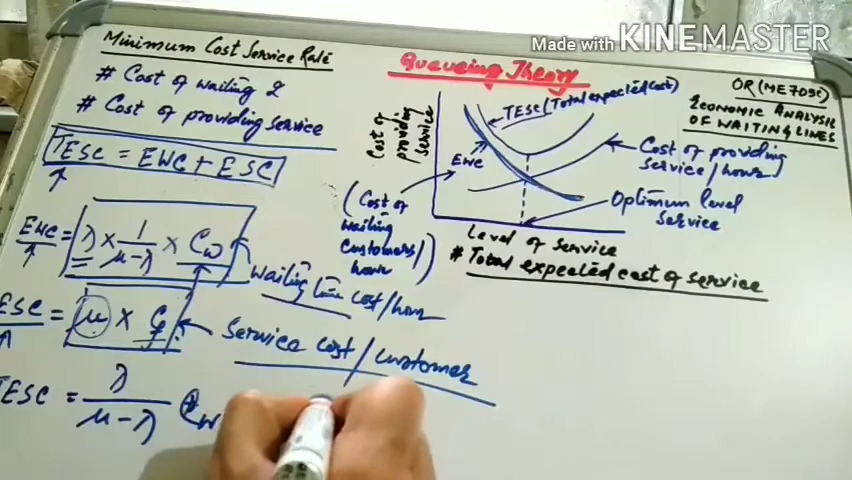 Made with KINEMASTER
Minimum Cost Service Rate
# Cost of waiting &
# Cost of providing service
TESC = EWC + ESC
EWC = λ × 1/(μ-λ) × Cw
waiting time cost/hour
ESC = μ ×
Service cost/customer
TESC = λ/(μ-λ) Cw
Queueing Theory
OR (ME705C)
ECONOMIC ANALYSIS
OF WAITING LINES
Cost of
providing
service
TESC (Total expected cost)
EWC
Cost of providing
service/hour
Optimum level
service
(Cost of
waiting
customers/
hour)
Level of service
# Total expected cost of service